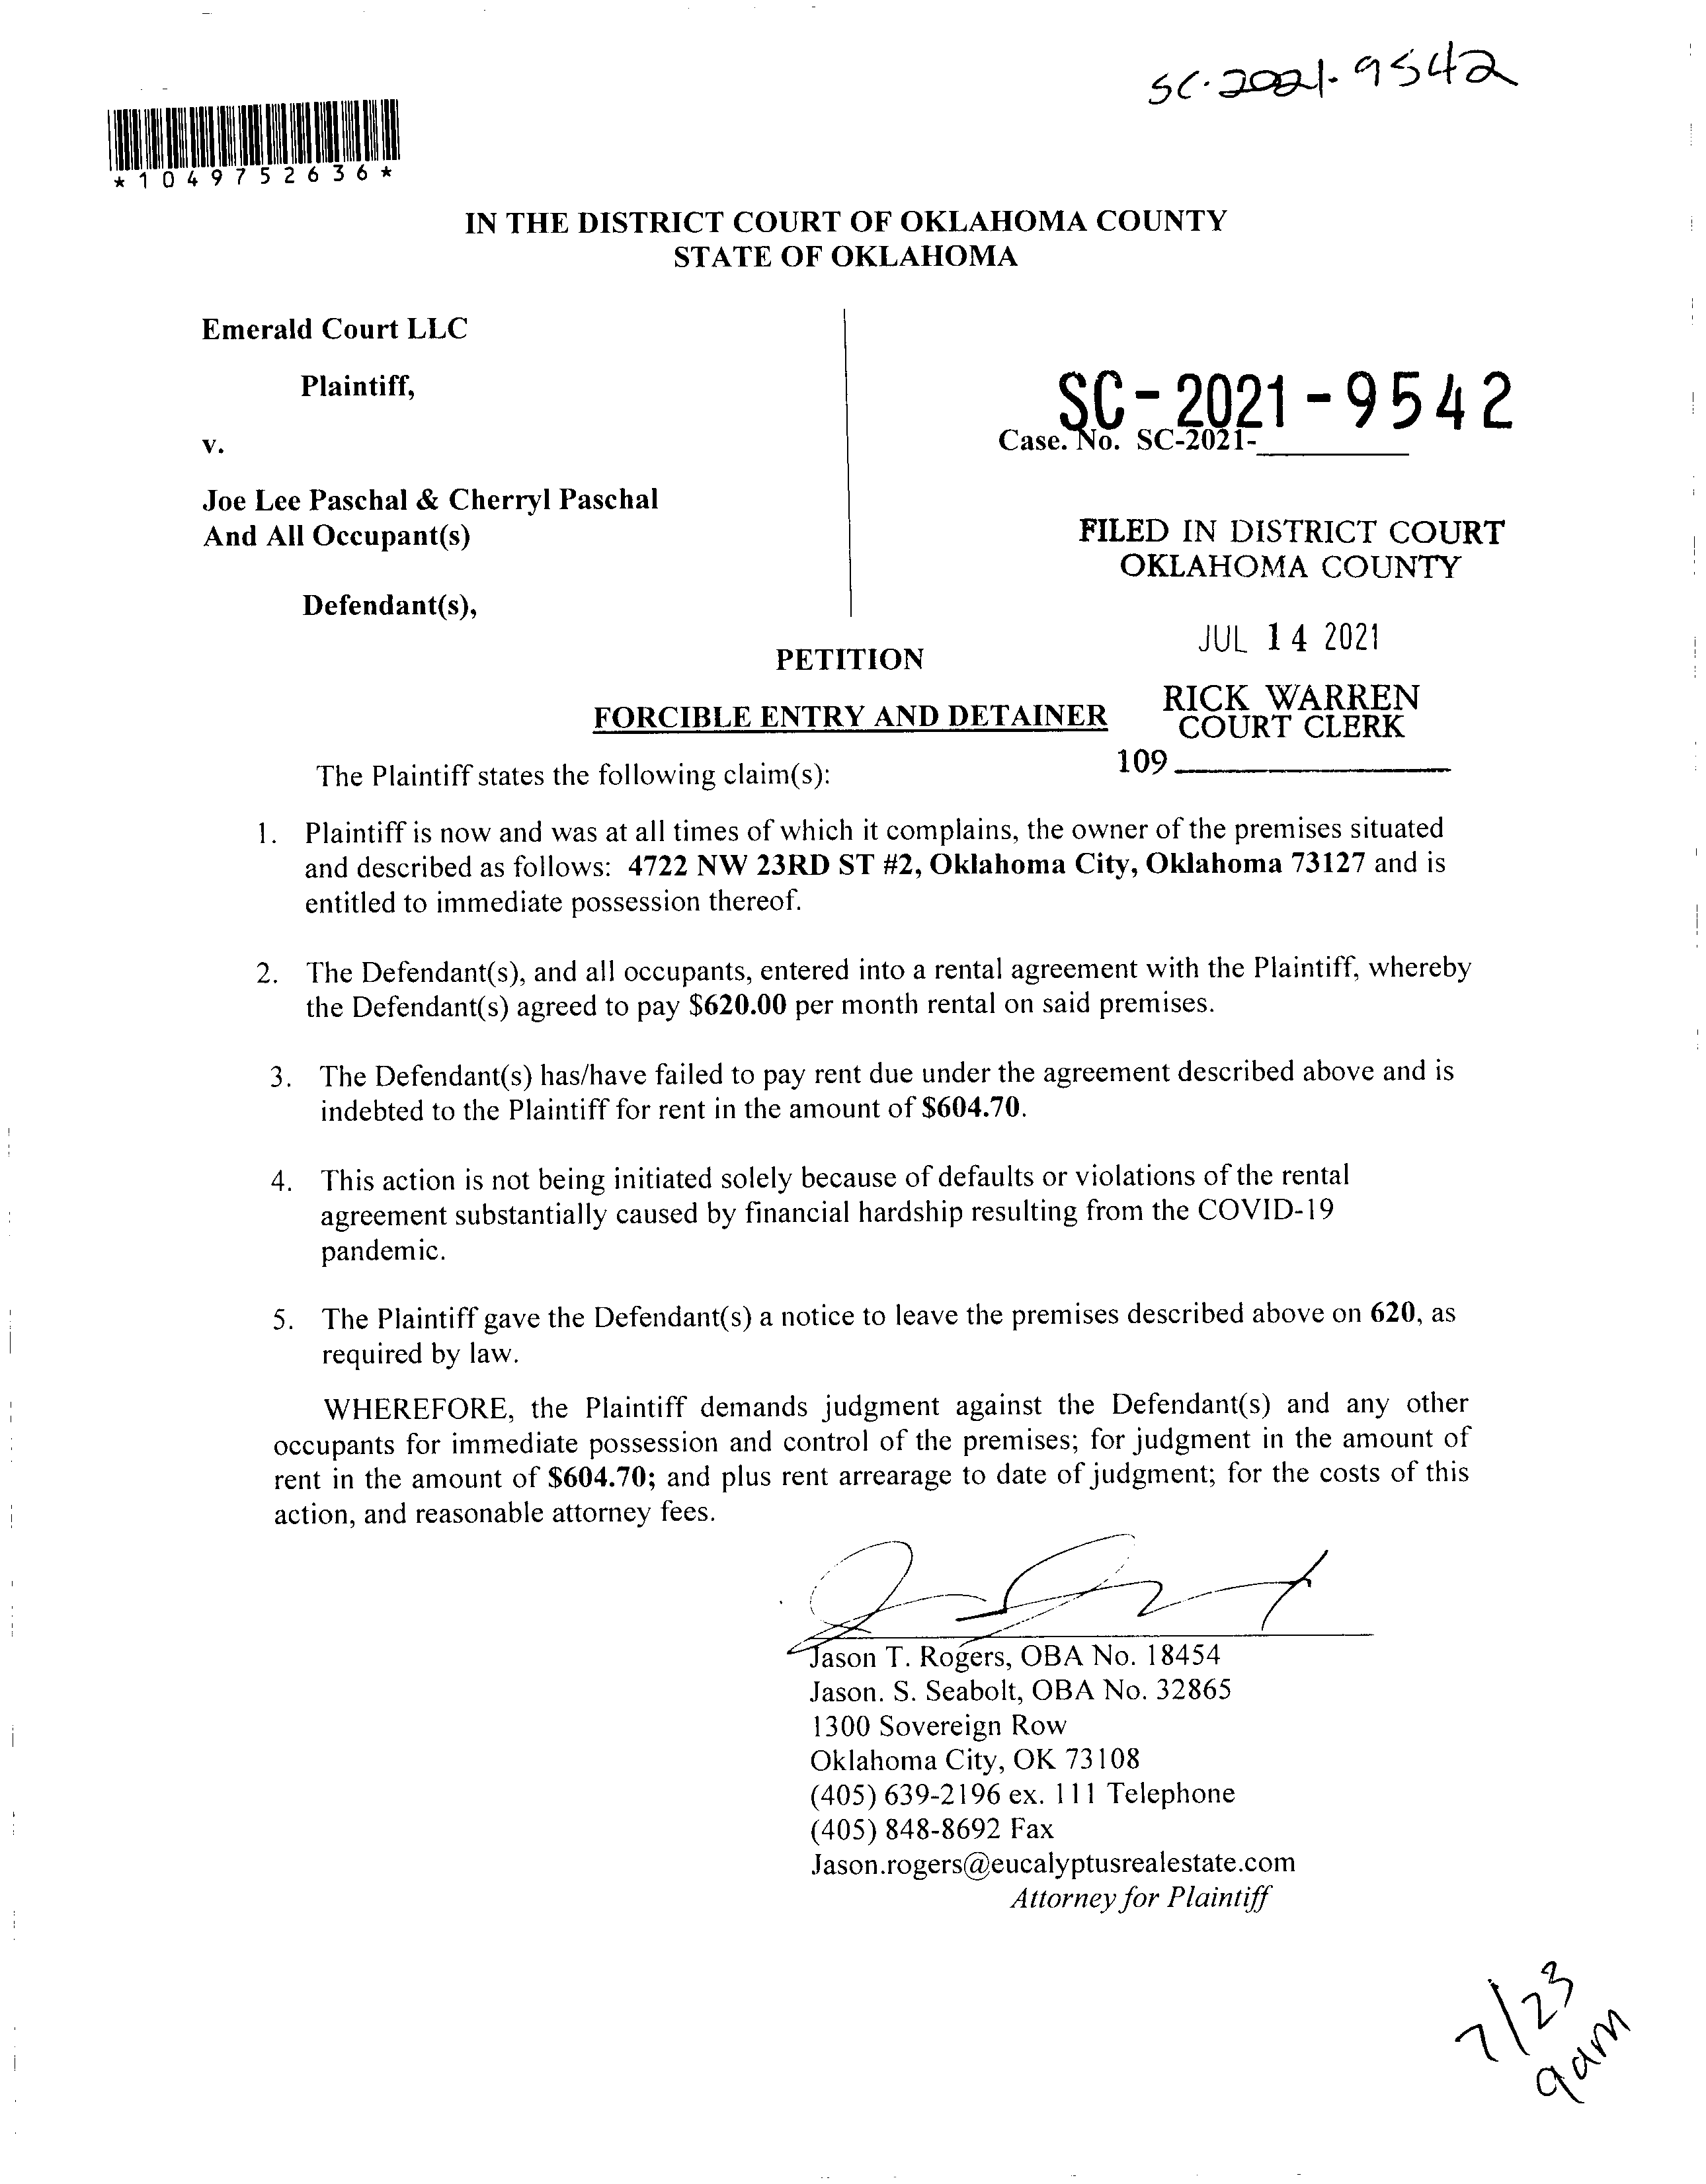 SC-2021-9542
*1049752636*
IN THE DISTRICT COURT OF OKLAHOMA COUNTY
STATE OF OKLAHOMA
Emerald Court LLC
Plaintiff,
v.
Joe Lee Paschal & Cherryl Paschal
And All Occupant(s)
Defendant(s),
SC-2021-9542
Case. No. SC-2021-
FILED IN DISTRICT COURT
OKLAHOMA COUNTY
JUL 14 2021
RICK WARREN
COURT CLERK
109
PETITION
FORCIBLE ENTRY AND DETAINER
The Plaintiff states the following claim(s):
1. Plaintiff is now and was at all times of which it complains, the owner of the premises situated
and described as follows: 4722 NW 23RD ST #2, Oklahoma City, Oklahoma 73127 and is
entitled to immediate possession thereof.
2. The Defendant(s), and all occupants, entered into a rental agreement with the Plaintiff, whereby
the Defendant(s) agreed to pay $620.00 per month rental on said premises.
3. The Defendant(s) has/have failed to pay rent due under the agreement described above and is
indebted to the Plaintiff for rent in the amount of $604.70.
4. This action is not being initiated solely because of defaults or violations of the rental
agreement substantially caused by financial hardship resulting from the COVID-19
pandemic.
5. The Plaintiff gave the Defendant(s) a notice to leave the premises described above on 620, as
required by law.
WHEREFORE, the Plaintiff demands judgment against the Defendant(s) and any other
occupants for immediate possession and control of the premises; for judgment in the amount of
rent in the amount of $604.70; and plus rent arrearage to date of judgment; for the costs of this
action, and reasonable attorney fees.
Jason T. Rogers, OBA No. 18454
Jason. S. Seabolt, OBA No. 32865
1300 Sovereign Row
Oklahoma City, OK 73108
(405) 639-2196 ex. 111 Telephone
(405) 848-8692 Fax
Jason.rogers@eucalyptusrealestate.com
Attorney for Plaintiff
7/23
9am